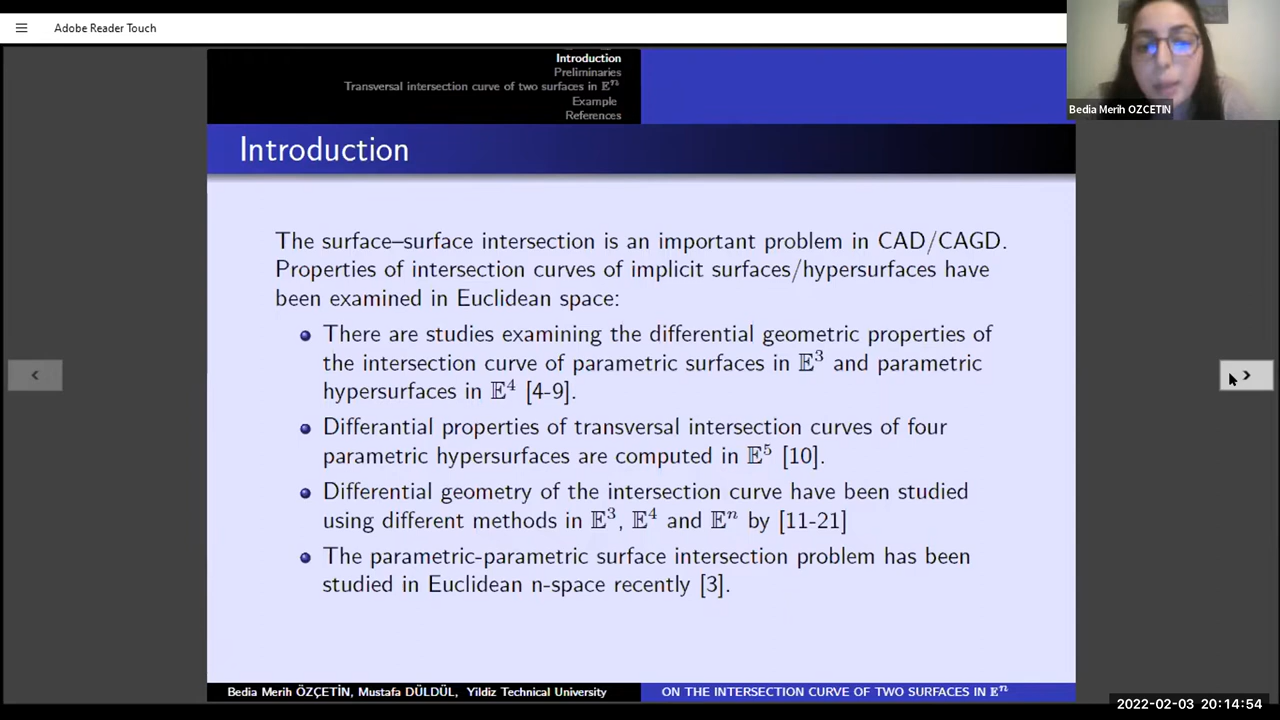 Adobe Reader Touch
Introduction
Preliminaries
Transversal intersection curve of two surfaces in 𝔼ⁿ
Example
References
Bedia Merih OZCETIN
Introduction
The surface–surface intersection is an important problem in CAD/CAGD.
Properties of intersection curves of implicit surfaces/hypersurfaces have
been examined in Euclidean space:
There are studies examining the differential geometric properties of
the intersection curve of parametric surfaces in 𝔼³ and parametric
hypersurfaces in 𝔼⁴ [4-9].
Differantial properties of transversal intersection curves of four
parametric hypersurfaces are computed in 𝔼⁵ [10].
Differential geometry of the intersection curve have been studied
using different methods in 𝔼³, 𝔼⁴ and 𝔼ⁿ by [11-21]
The parametric-parametric surface intersection problem has been
studied in Euclidean n-space recently [3].
Bedia Merih ÖZÇETİN, Mustafa DÜLDÜL, Yildiz Technical University
ON THE INTERSECTION CURVE OF TWO SURFACES IN 𝔼ⁿ
2022-02-03 20:14:54